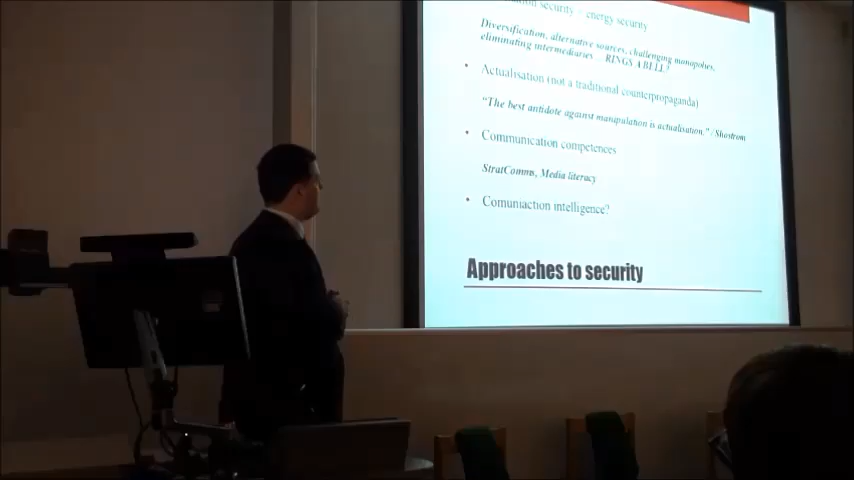 security – energy security
Diversification, alternative sources, challenging monopolies,
eliminating intermediaries... RINGS A BELL?
• Actualisation (not a traditional counterpropaganda)
"The best antidote against manipulation is actualisation." / Shostrom
• Communication competences
StratComms, Media literacy
• Comuniaction intelligence?
Approaches to security